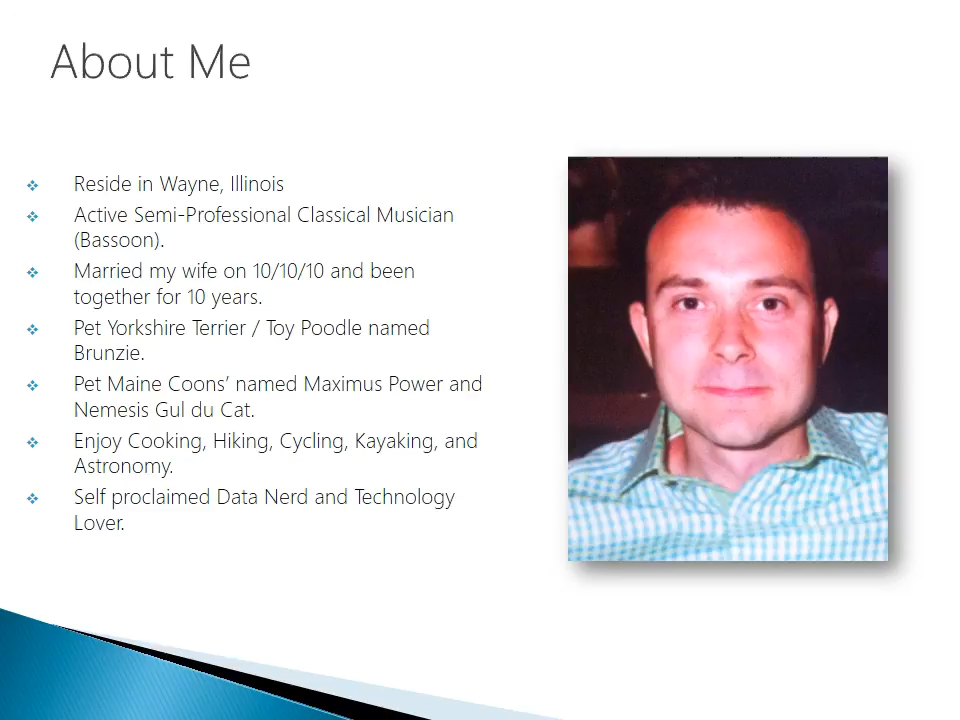 About Me
Reside in Wayne, Illinois
Active Semi-Professional Classical Musician
(Bassoon).
Married my wife on 10/10/10 and been
together for 10 years.
Pet Yorkshire Terrier / Toy Poodle named
Brunzie.
Pet Maine Coons’ named Maximus Power and
Nemesis Gul du Cat.
Enjoy Cooking, Hiking, Cycling, Kayaking, and
Astronomy.
Self proclaimed Data Nerd and Technology
Lover.